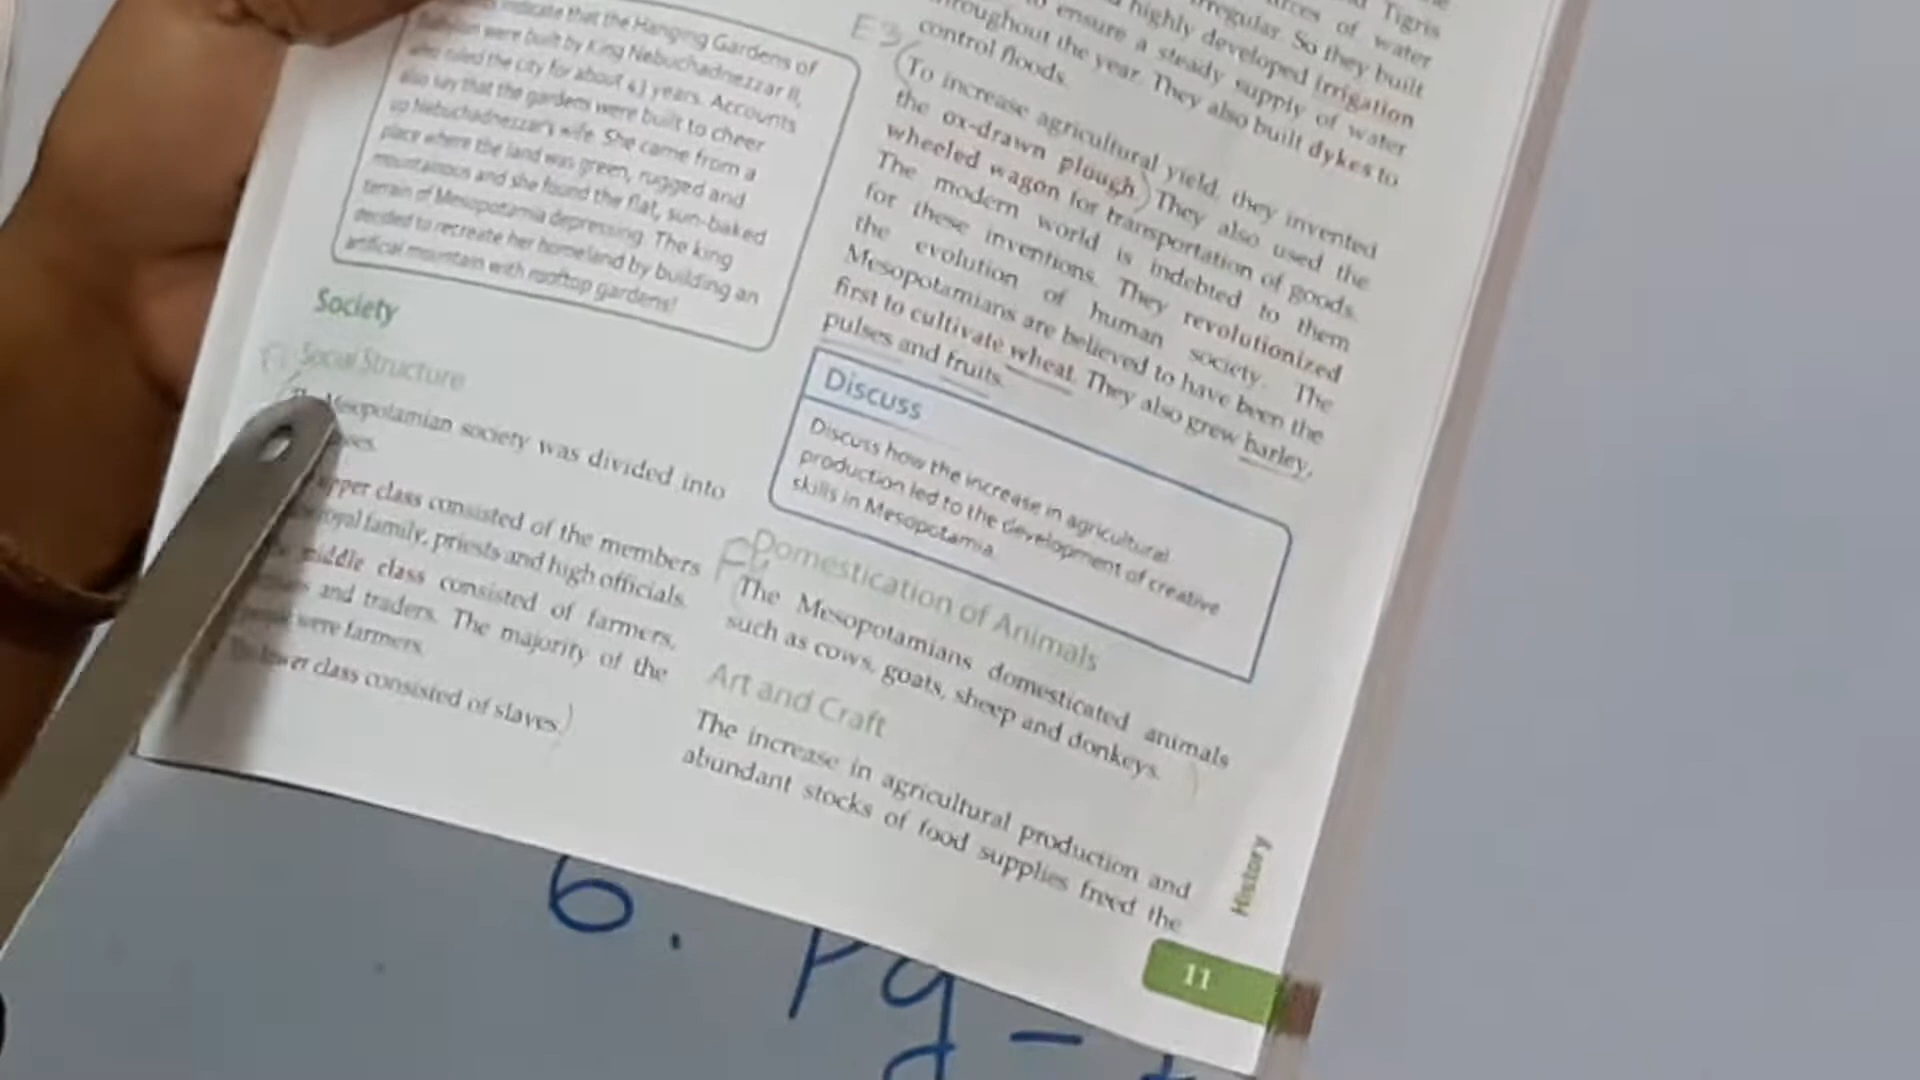 indicate that the Hanging Gardens of
were built by King Nebuchadnezzar II,
who ruled the city for about 43 years. Accounts
also say that the gardens were built to cheer
up Nebuchadnezzar's wife. She came from a
place where the land was green, rugged and
mountainous and she found the flat, sun-baked
terrain of Mesopotamia depressing. The king
decided to recreate her homeland by building an
artificial mountain with rooftop gardens!
Society
Social Structure
The Mesopotamian society was divided into
upper class consisted of the members
royal family, priests and high officials.
middle class consisted of farmers,
and traders. The majority of the
were farmers.
lower class consisted of slaves.
Tigris
of water
irregular. So they built
highly developed irrigation
to ensure a steady supply of water
throughout the year. They also built dykes to
control floods.
E3
To increase agricultural yield, they invented
the ox-drawn plough. They also used the
wheeled wagon for transportation of goods.
The modern world is indebted to them
for these inventions. They revolutionized
the evolution of human society. The
Mesopotamians are believed to have been the
first to cultivate wheat. They also grew barley,
pulses and fruits.
Discuss
Discuss how the increase in agricultural
production led to the development of creative
skills in Mesopotamia.
Domestication of Animals
The Mesopotamians domesticated animals
such as cows, goats, sheep and donkeys.
Art and Craft
The increase in agricultural production and
abundant stocks of food supplies freed the
History
11
6. Pg -